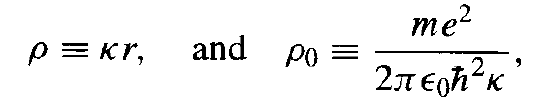 ρ ≡ κr, and ρ₀ ≡ me² / 2πϵ₀ħ²κ ,